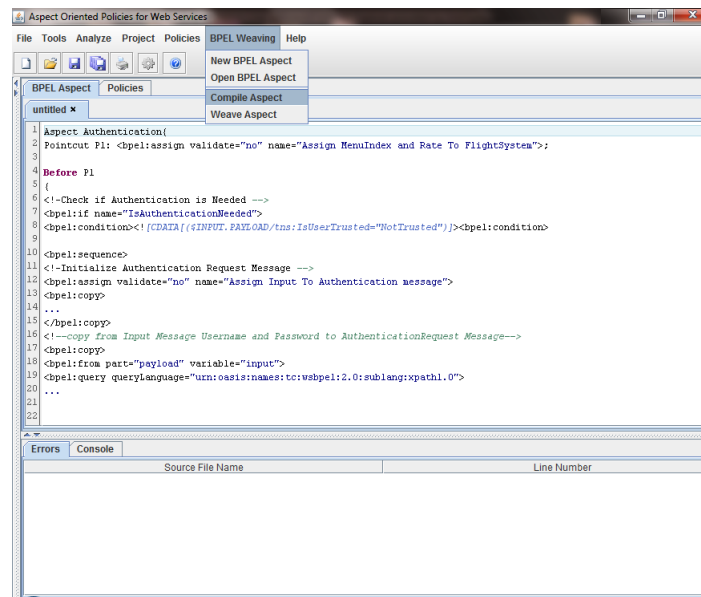 Aspect Oriented Policies for Web Services
File Tools Analyze Project Policies BPEL Weaving Help
New BPEL Aspect
Open BPEL Aspect
Compile Aspect
Weave Aspect
BPEL Aspect Policies
untitled ×
1 Aspect Authentication{
2 Pointcut P1: <bpel:assign validate="no" name="Assign MenuIndex and Rate To FlightSystem">;
3
4 Before P1
5 {
6 <!-Check if Authentication is Needed -->
7 <bpel:if name="IsAuthenticationNeeded">
8 <bpel:condition><![CDATA[($INPUT.PAYLOAD/tns:IsUserTrusted="NotTrusted")]><bpel:condition>
9
10 <bpel:sequence>
11 <!-Initialize Authentication Request Message -->
12 <bpel:assign validate="no" name="Assign Input To Authentication message">
13 <bpel:copy>
14 ...
15 </bpel:copy>
16 <!--copy from Input Message Username and Password to AuthenticationRequest Message-->
17 <bpel:copy>
18 <bpel:from part="payload" variable="input">
19 <bpel:query queryLanguage="urn:oasis:names:tc:wsbpel:2.0:sublang:xpath1.0">
20 ...
21
22
Errors Console
Source File Name Line Number